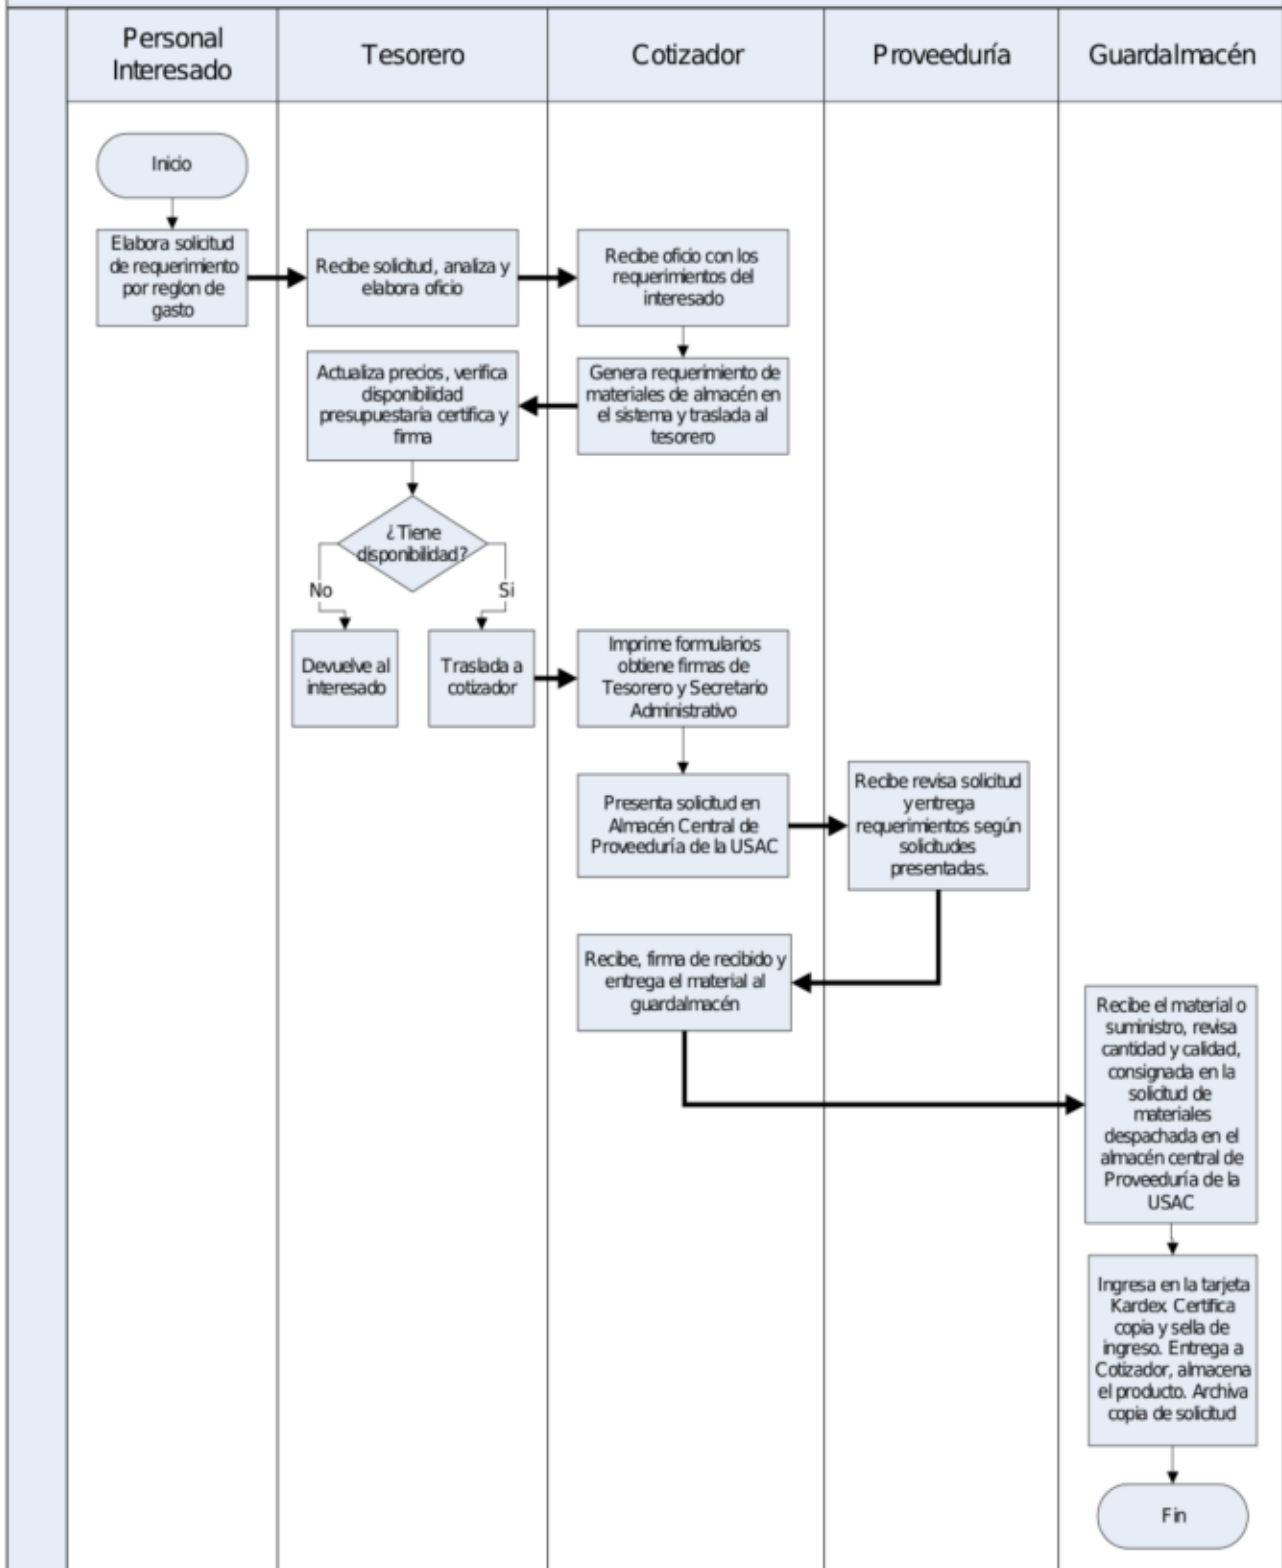 Personal
Interesado
Tesorero
Cotizador
Proveeduría
Guardalmacén
Inicio
Elabora solicitud
de requerimiento
por reglon de
gasto
Recibe solicitud, analiza y
elabora oficio
Recibe oficio con los
requerimientos del
interesado
Genera requerimiento de
materiales de almacén en
el sistema y traslada al
tesorero
Actualiza precios, verifica
disponibilidad
presupuestaria certifica y
firma
¿Tiene
disponibilidad?
No
Si
Devuelve al
interesado
Traslada a
cotizador
Imprime formularios
obtiene firmas de
Tesorero y Secretario
Administrativo
Presenta solicitud en
Almacén Central de
Proveeduría de la USAC
Recibe revisa solicitud
y entrega
requerimientos según
solicitudes
presentadas.
Recibe, firma de recibido y
entrega el material al
guardalmacén
Recibe el material o
suministro, revisa
cantidad y calidad,
consignada en la
solicitud de
materiales
despachada en el
almacén central de
Proveeduría de la
USAC
Ingresa en la tarjeta
Kardex. Certifica
copia y sella de
ingreso. Entrega a
Cotizador, almacena
el producto. Archiva
copia de solicitud
Fin